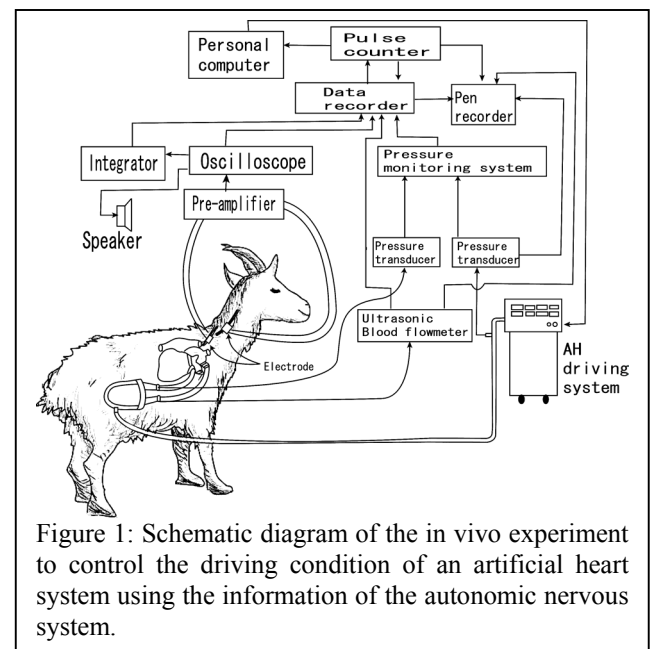 Personal
computer
Pulse
counter
Data
recorder
Pen
recorder
Integrator
Oscilloscope
Pressure
monitoring system
Pre-amplifier
Speaker
Pressure
transducer
Pressure
transducer
Ultrasonic
Blood flowmeter
Electrode
AH
driving
system
Figure 1: Schematic diagram of the in vivo experiment
to control the driving condition of an artificial heart
system using the information of the autonomic nervous
system.